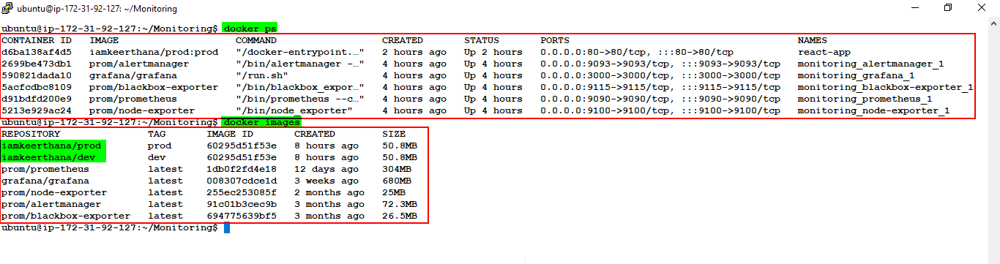 ubuntu@ip-172-31-92-127: ~/Monitoring
ubuntu@ip-172-31-92-127:~/Monitoring$ docker ps
CONTAINER ID   IMAGE                    COMMAND                  CREATED       STATUS       PORTS                                       NAMES
d6ba138af4d5   iamkeerthana/prod:prod   "/docker-entrypoint.…"   2 hours ago   Up 2 hours   0.0.0.0:80->80/tcp, :::80->80/tcp           react-app
2699be473db1   prom/alertmanager        "/bin/alertmanager -…"   4 hours ago   Up 4 hours   0.0.0.0:9093->9093/tcp, :::9093->9093/tcp   monitoring_alertmanager_1
590821dada10   grafana/grafana          "/run.sh"                4 hours ago   Up 4 hours   0.0.0.0:3000->3000/tcp, :::3000->3000/tcp   monitoring_grafana_1
5acfcdbc8109   prom/blackbox-exporter   "/bin/blackbox_expor…"   4 hours ago   Up 4 hours   0.0.0.0:9115->9115/tcp, :::9115->9115/tcp   monitoring_blackbox-exporter_1
d91bdfd200e9   prom/prometheus          "/bin/prometheus --c…"   4 hours ago   Up 4 hours   0.0.0.0:9090->9090/tcp, :::9090->9090/tcp   monitoring_prometheus_1
5213e929ac24   prom/node-exporter       "/bin/node_exporter"     4 hours ago   Up 4 hours   0.0.0.0:9100->9100/tcp, :::9100->9100/tcp   monitoring_node-exporter_1
ubuntu@ip-172-31-92-127:~/Monitoring$ docker images
REPOSITORY               TAG       IMAGE ID       CREATED        SIZE
iamkeerthana/prod        prod      60295d51f53e   8 hours ago    50.8MB
iamkeerthana/dev         dev       60295d51f53e   8 hours ago    50.8MB
prom/prometheus          latest    1db0f2fd4e18   12 days ago    304MB
grafana/grafana          latest    008307cdce1d   3 weeks ago    680MB
prom/node-exporter       latest    255ec253085f   2 months ago   25MB
prom/alertmanager        latest    91c01b3cec9b   3 months ago   72.3MB
prom/blackbox-exporter   latest    694775639bf5   3 months ago   26.5MB
ubuntu@ip-172-31-92-127:~/Monitoring$